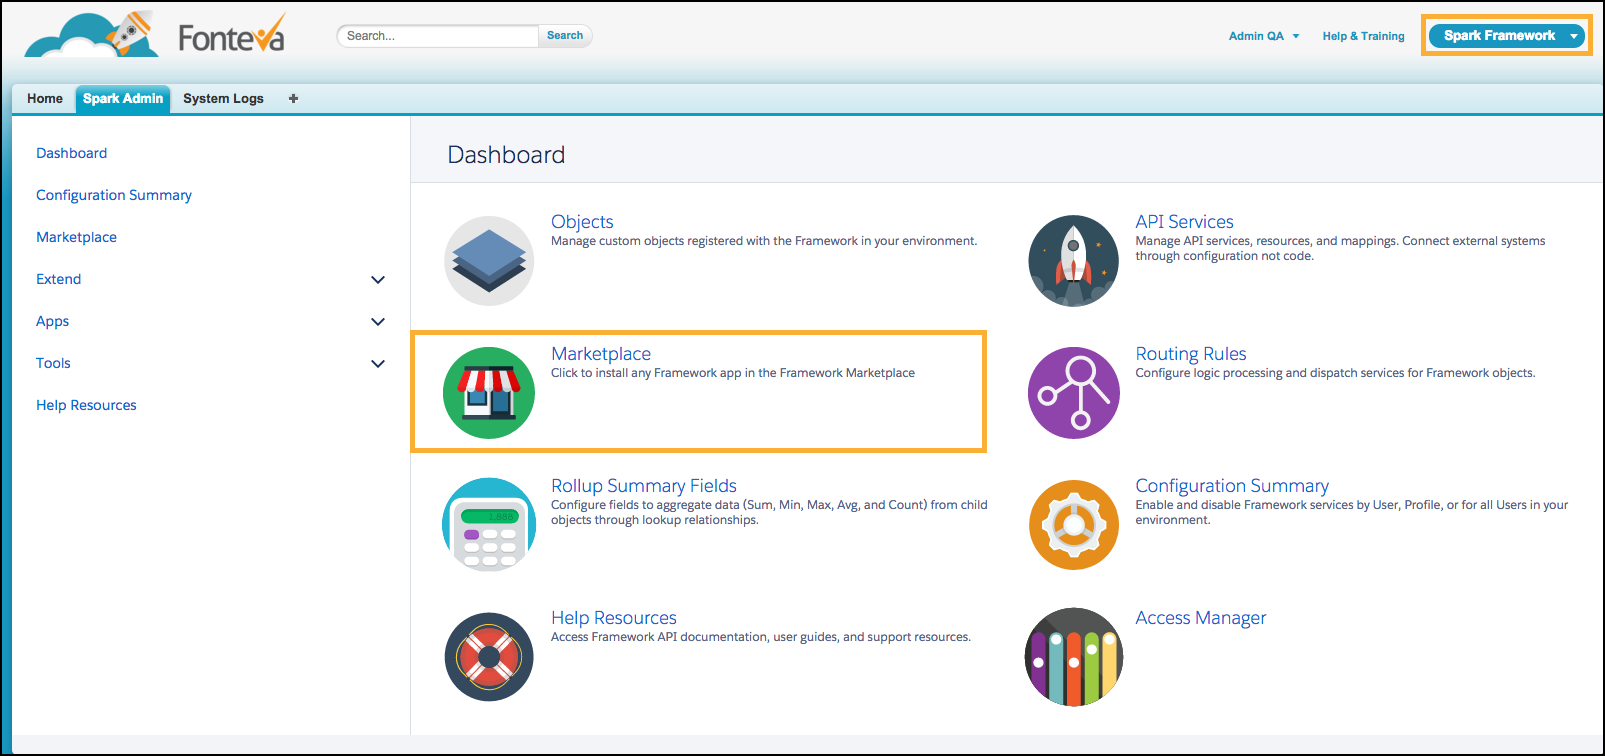 Fonteva
Search...
Search
Admin QA
Help & Training
Spark Framework
Home
Spark Admin
System Logs
+
Dashboard
Configuration Summary
Marketplace
Extend
Apps
Tools
Help Resources
Dashboard
Objects
Manage custom objects registered with the Framework in your environment.
API Services
Manage API services, resources, and mappings. Connect external systems
through configuration not code.
Marketplace
Click to install any Framework app in the Framework Marketplace
Routing Rules
Configure logic processing and dispatch services for Framework objects.
Rollup Summary Fields
Configure fields to aggregate data (Sum, Min, Max, Avg, and Count) from child
objects through lookup relationships.
1,888
Configuration Summary
Enable and disable Framework services by User, Profile, or for all Users in your
environment.
Help Resources
Access Framework API documentation, user guides, and support resources.
Access Manager